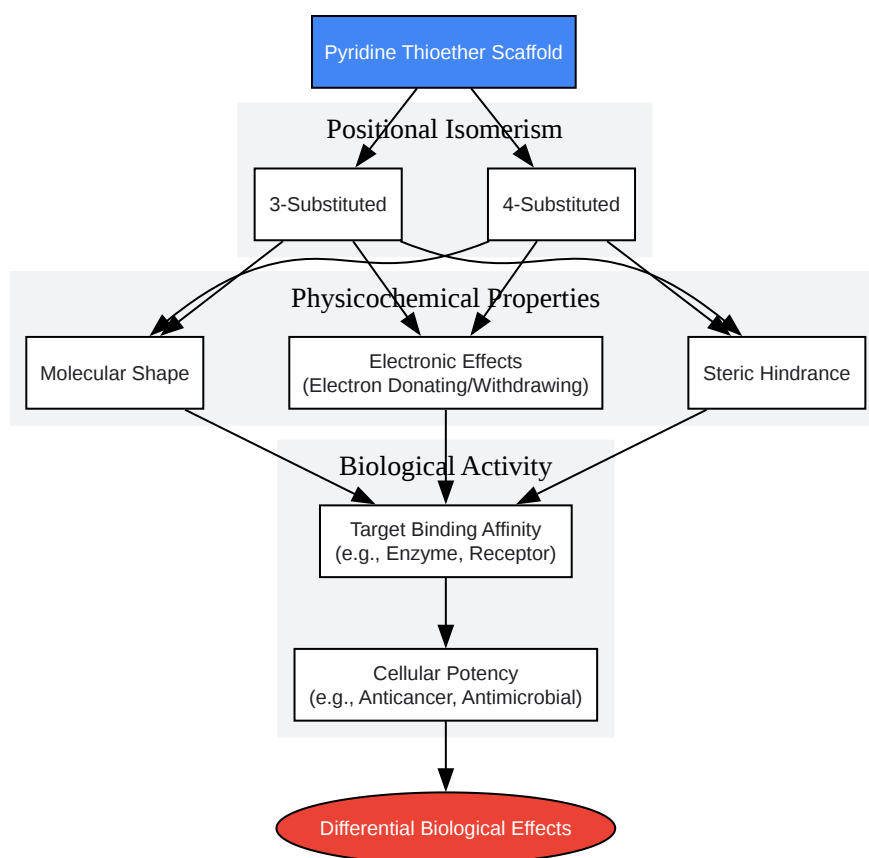 Pyridine Thioether Scaffold
Positional Isomerism
3-Substituted
4-Substituted
Physicochemical Properties
Molecular Shape
Electronic Effects
(Electron Donating/Withdrawing)
Steric Hindrance
Biological Activity
Target Binding Affinity
(e.g., Enzyme, Receptor)
Cellular Potency
(e.g., Anticancer, Antimicrobial)
Differential Biological Effects